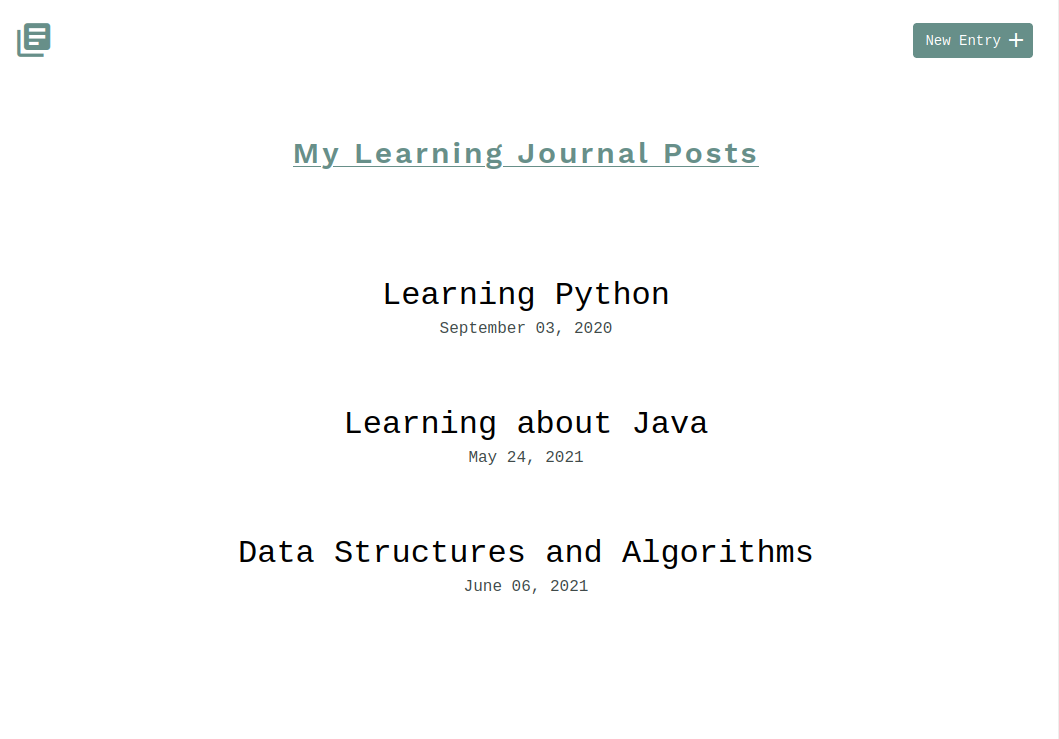 New Entry +
My Learning Journal Posts
Learning Python
September 03, 2020
Learning about Java
May 24, 2021
Data Structures and Algorithms
June 06, 2021